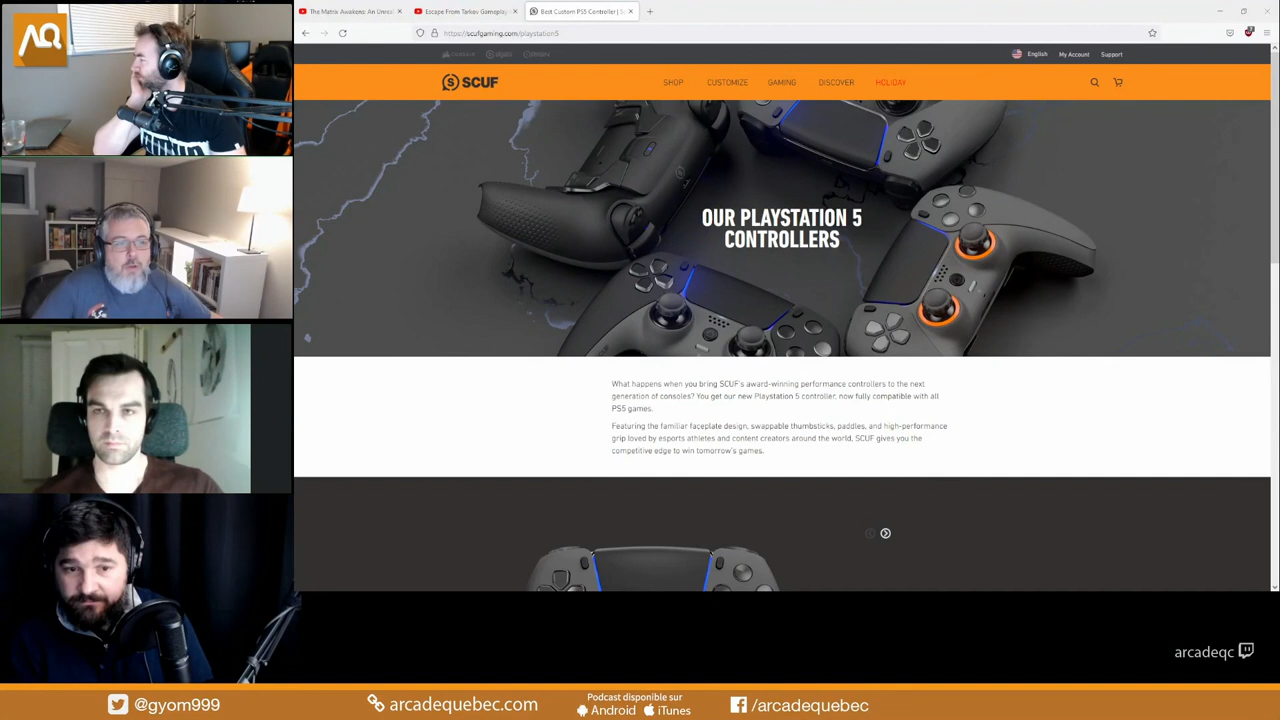 AQ
The Matrix Awakens: An Unre
Escape From Tarkov Gameplay
Best Custom PS5 Controller | Sc
https://scufgaming.com/playstation5
English
My Account
Support
SCUF
SHOP
CUSTOMIZE
GAMING
DISCOVER
HOLIDAY
OUR PLAYSTATION 5
CONTROLLERS
What happens when you bring SCUF's award-winning performance controllers to the next
generation of consoles? You get our new Playstation 5 controller, now fully compatible with all
PS5 games.
Featuring the familiar faceplate design, swappable thumbsticks, paddles, and high-performance
grip loved by esports athletes and content creators around the world, SCUF gives you the
competitive edge to win tomorrow's games.
arcadeqc
@gyom999
arcadequebec.com
Podcast disponible sur
Android
iTunes
/arcadequebec